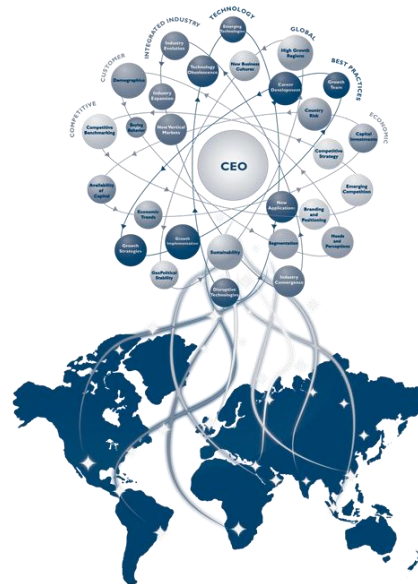 TECHNOLOGY
INTEGRATED INDUSTRY
GLOBAL
CUSTOMER
BEST PRACTICES
COMPETITIVE
ECONOMIC
Emerging
Technologies
Industry
Evolution
High Growth
Regions
Technology
Obsolescence
New Business
Cultures
Demographics
Career
Development
Growth
Team
Industry
Expansion
Country
Risk
Competitive
Benchmarking
New Vertical
Markets
Capital
Investments
Competitive
Strategy
CEO
Availability
of Capital
Emerging
Competition
Economic
Trends
New
Applications
Branding and
Positioning
Growth
Strategies
Growth
Implementation
Sustainability
Segmentation
Needs and
Perceptions
GeoPolitical
Stability
Industry
Convergence
Disruptive
Technologies